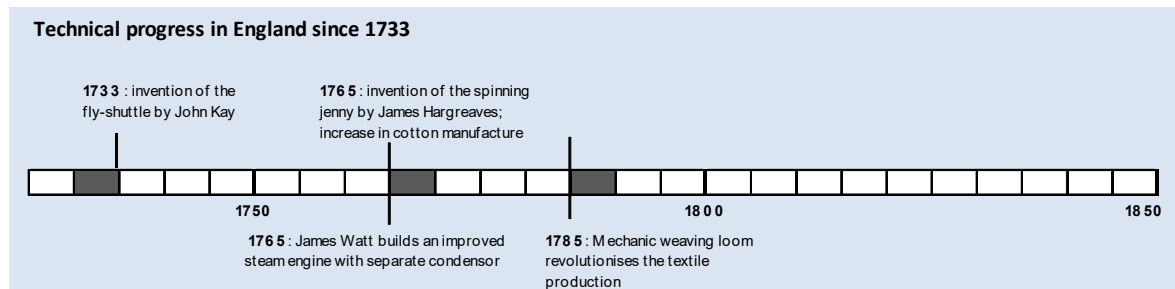 Technical progress in England since 1733
1733 : invention of the
fly-shuttle by John Kay
1765 : invention of the spinning
jenny by James Hargreaves;
increase in cotton manufacture
1750
1800
1850
1765 : James Watt builds an improved
steam engine with separate condensor
1785 : Mechanic weaving loom
revolutionises the textile
production